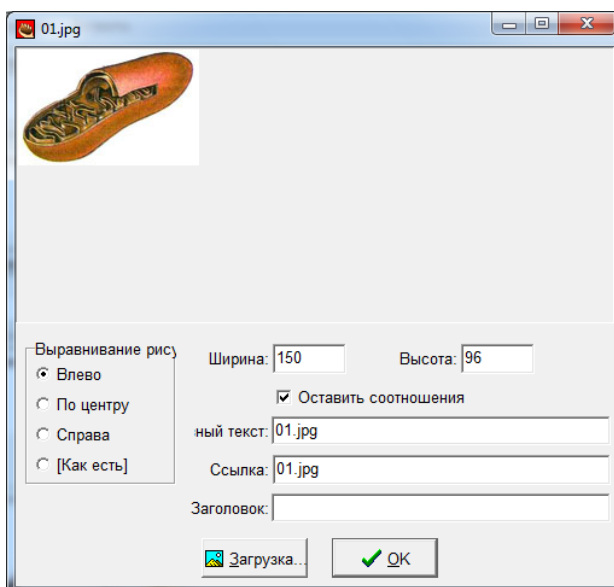 01.jpg
Выравнивание рису
Влево
По центру
Справа
[Как есть]
Ширина: 150
Высота: 96
Оставить соотношения
ный текст: 01.jpg
Ссылка: 01.jpg
Заголовок:
Загрузка...
OK